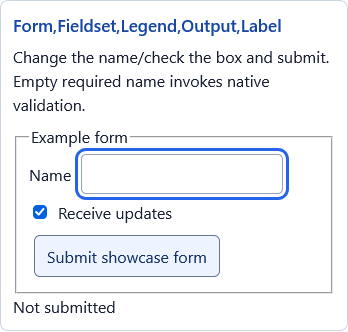 Form,Fieldset,Legend,Output,Label
Change the name/check the box and submit.
Empty required name invokes native
validation.
Example form
Name
Receive updates
Submit showcase form
Not submitted